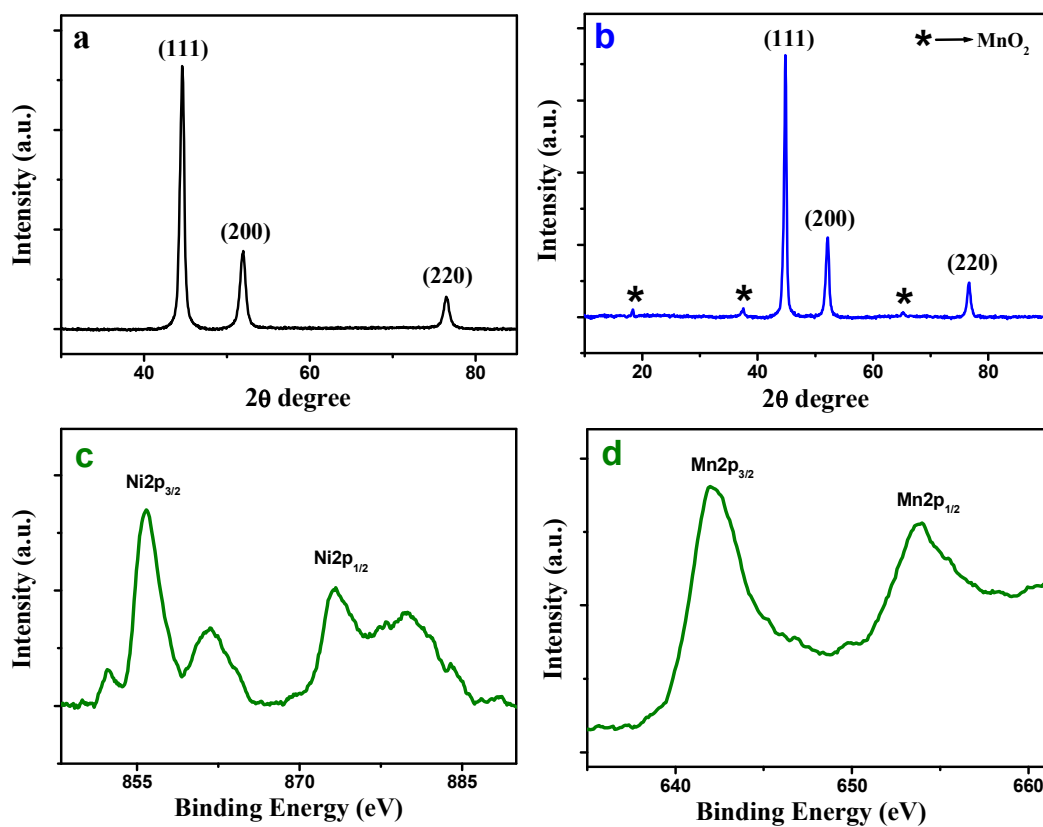 a
(111)
(200)
(220)
Intensity (a.u.)
40 60 80
2θ degree
b
(111)
* → MnO₂
(200)
(220)
* * *
Intensity (a.u.)
20 40 60 80
2θ degree
c
Ni2p₃/₂
Ni2p₁/₂
Intensity (a.u.)
855 870 885
Binding Energy (eV)
d
Mn2p₃/₂
Mn2p₁/₂
Intensity (a.u.)
640 650 660
Binding Energy (eV)